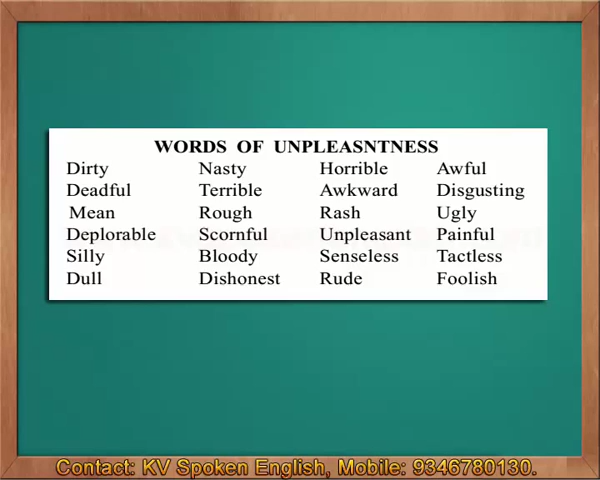 WORDS OF UNPLEASNTNESS
Dirty Nasty Horrible Awful
Deadful Terrible Awkward Disgusting
Mean Rough Rash Ugly
Deplorable Scornful Unpleasant Painful
Silly Bloody Senseless Tactless
Dull Dishonest Rude Foolish
Contact: KV Spoken English, Mobile: 9346780130.